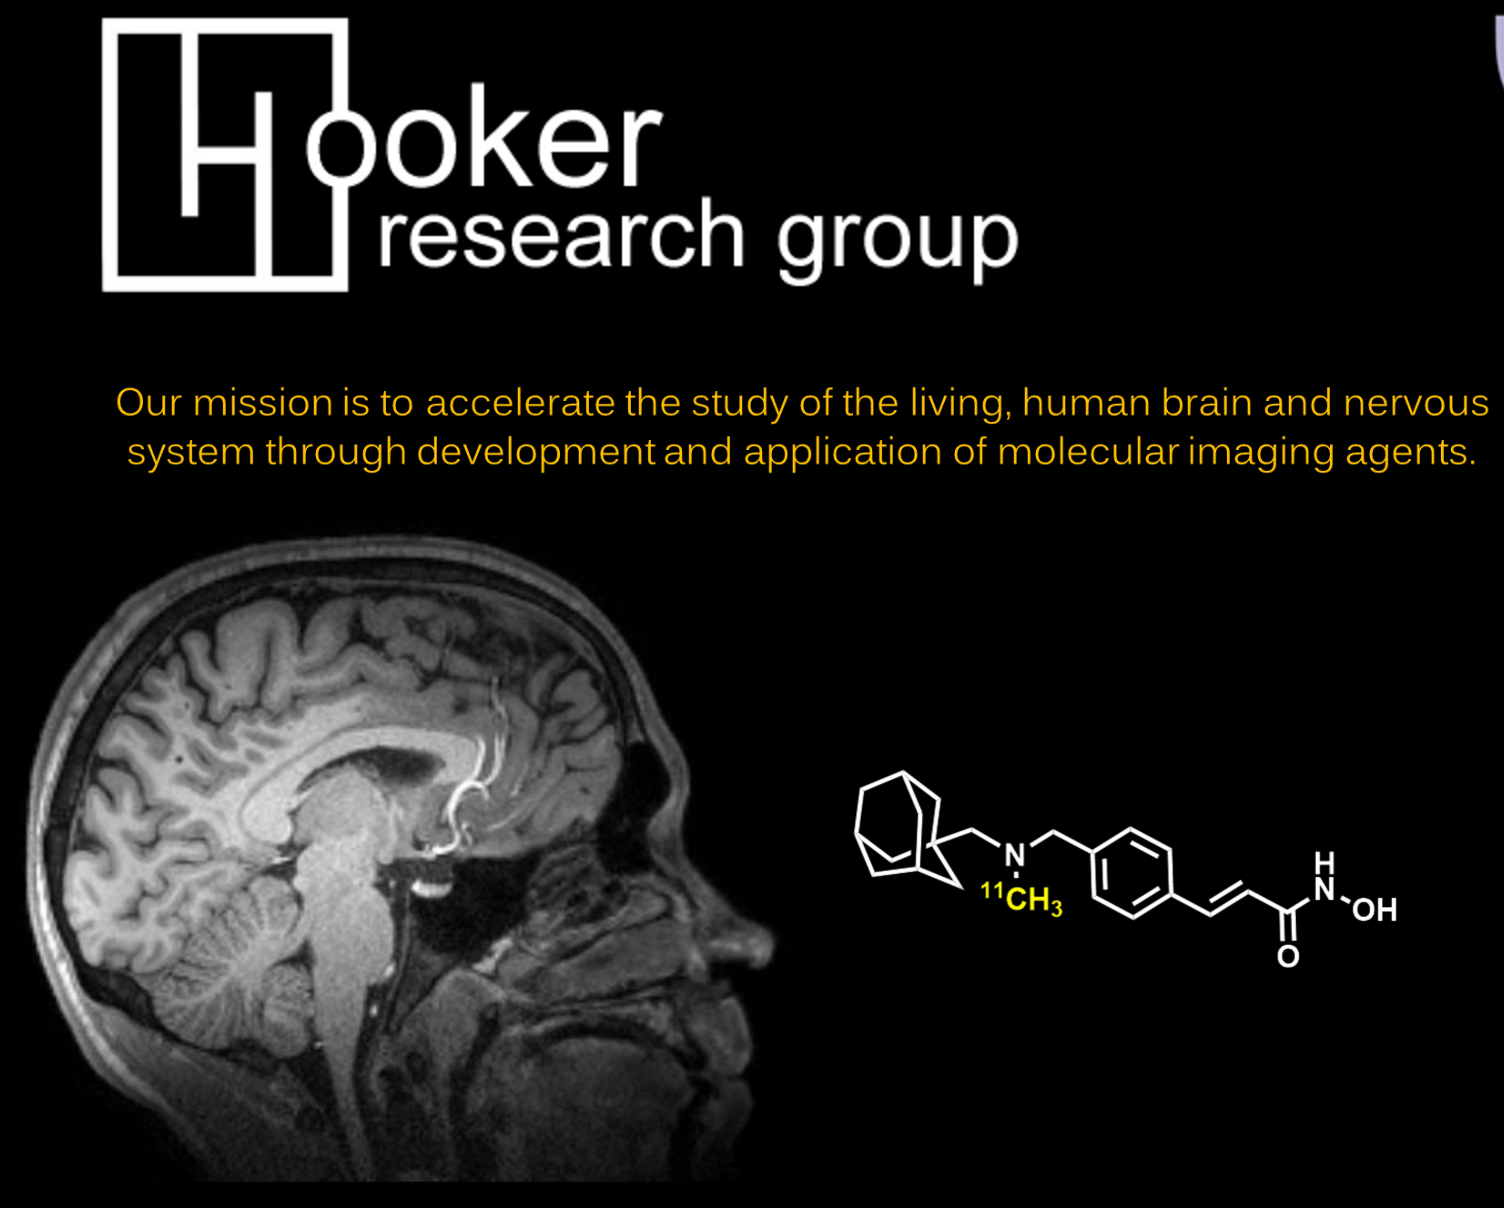 Hooker
research group
Our mission is to accelerate the study of the living, human brain and nervous
system through development and application of molecular imaging agents.
H
N
N
11CH3
OH
O